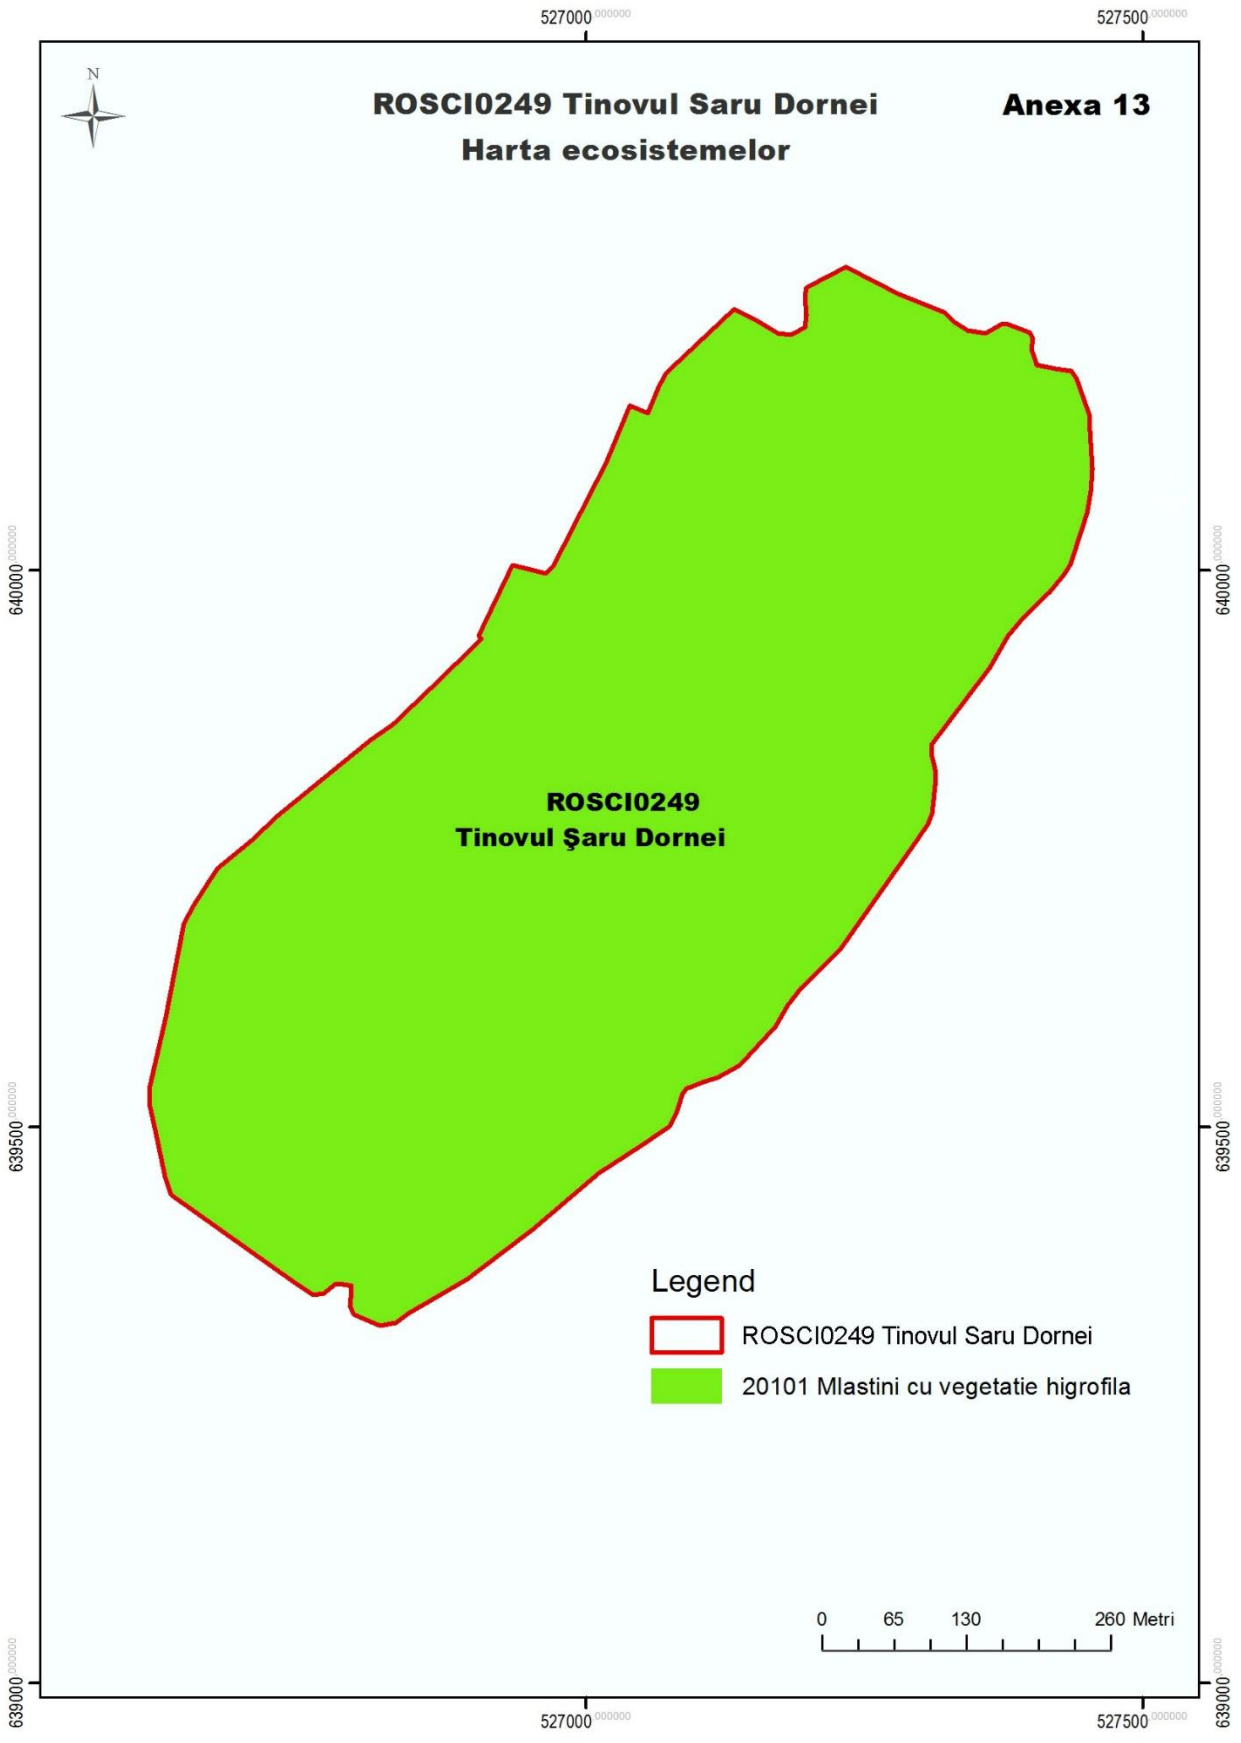 527000.000000 527500.000000
N
ROSCI0249 Tinovul Saru Dornei
Harta ecosistemelor
Anexa 13
640000.000000 640000.000000
ROSCI0249
Tinovul Şaru Dornei
639500.000000 639500.000000
Legend
ROSCI0249 Tinovul Saru Dornei
20101 Mlastini cu vegetatie higrofila
0 65 130 260 Metri
639000.000000 639000.000000
527000.000000 527500.000000